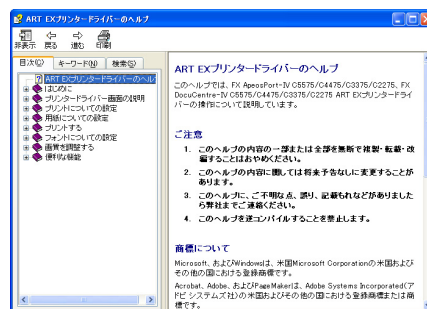 ART EXプリンタードライバーのヘルプ
非表示 戻る 進む 印刷
目次(C) キーワード(N) 検索(S)
ART EXプリンタードライバーのヘルプ
はじめに
プリンタードライバー画面の説明
プリントについての設定
用紙についての設定
プリントする
フォントについての設定
画質を調整する
便利な機能
ART EXプリンタードライバーのヘルプ
このヘルプでは、FX ApeosPort-IV C5575/C4475/C3375/C2275、FX
DocuCentre-IV C5575/C4475/C3375/C2275 ART EXプリンタードライ
バーの操作について説明しています。
ご注意
1. このヘルプの内容の一部または全部を無断で複製・転載・改
編することはおやめください。
2. このヘルプの内容に関しては将来予告なしに変更することが
あります。
3. このヘルプに、ご不明な点、誤り、記載もれなどがありました
ら弊社までご連絡ください。
4. このヘルプを逆コンパイルすることを禁止します。
商標について
Microsoft、およびWindowsは、米国Microsoft Corporationの米国および
その他の国における登録商標です。
Acrobat、Adobe、およびPageMakerは、Adobe Systems Incorporated(ア
ドビ システムズ社)の米国およびその他の国における登録商標または商
標です。